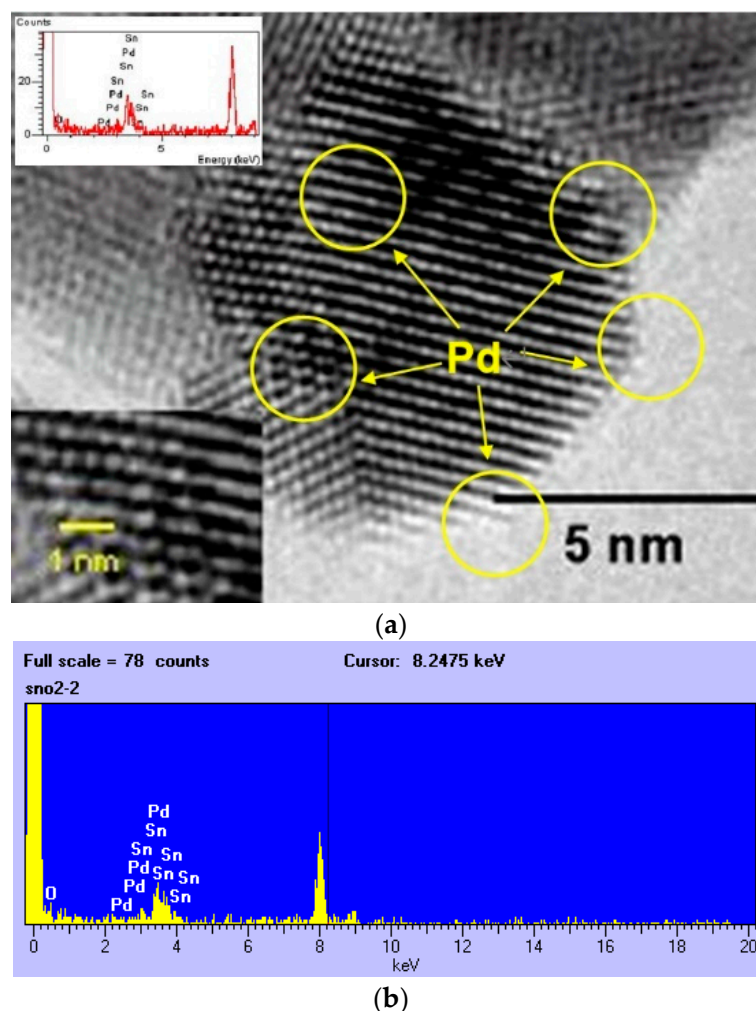 Counts
Sn
Pd
Sn
Sn
Pd Sn
Pd Sn
Pd
20
0
0 5
Energy (keV)
Pd
1 nm
5 nm
(a)
Full scale = 78 counts Cursor: 8.2475 keV
sno2-2
Pd
Sn
Sn Sn
Pd Sn Sn
O Pd Sn
Pd
0 2 4 6 8 10 12 14 16 18 20
keV
(b)